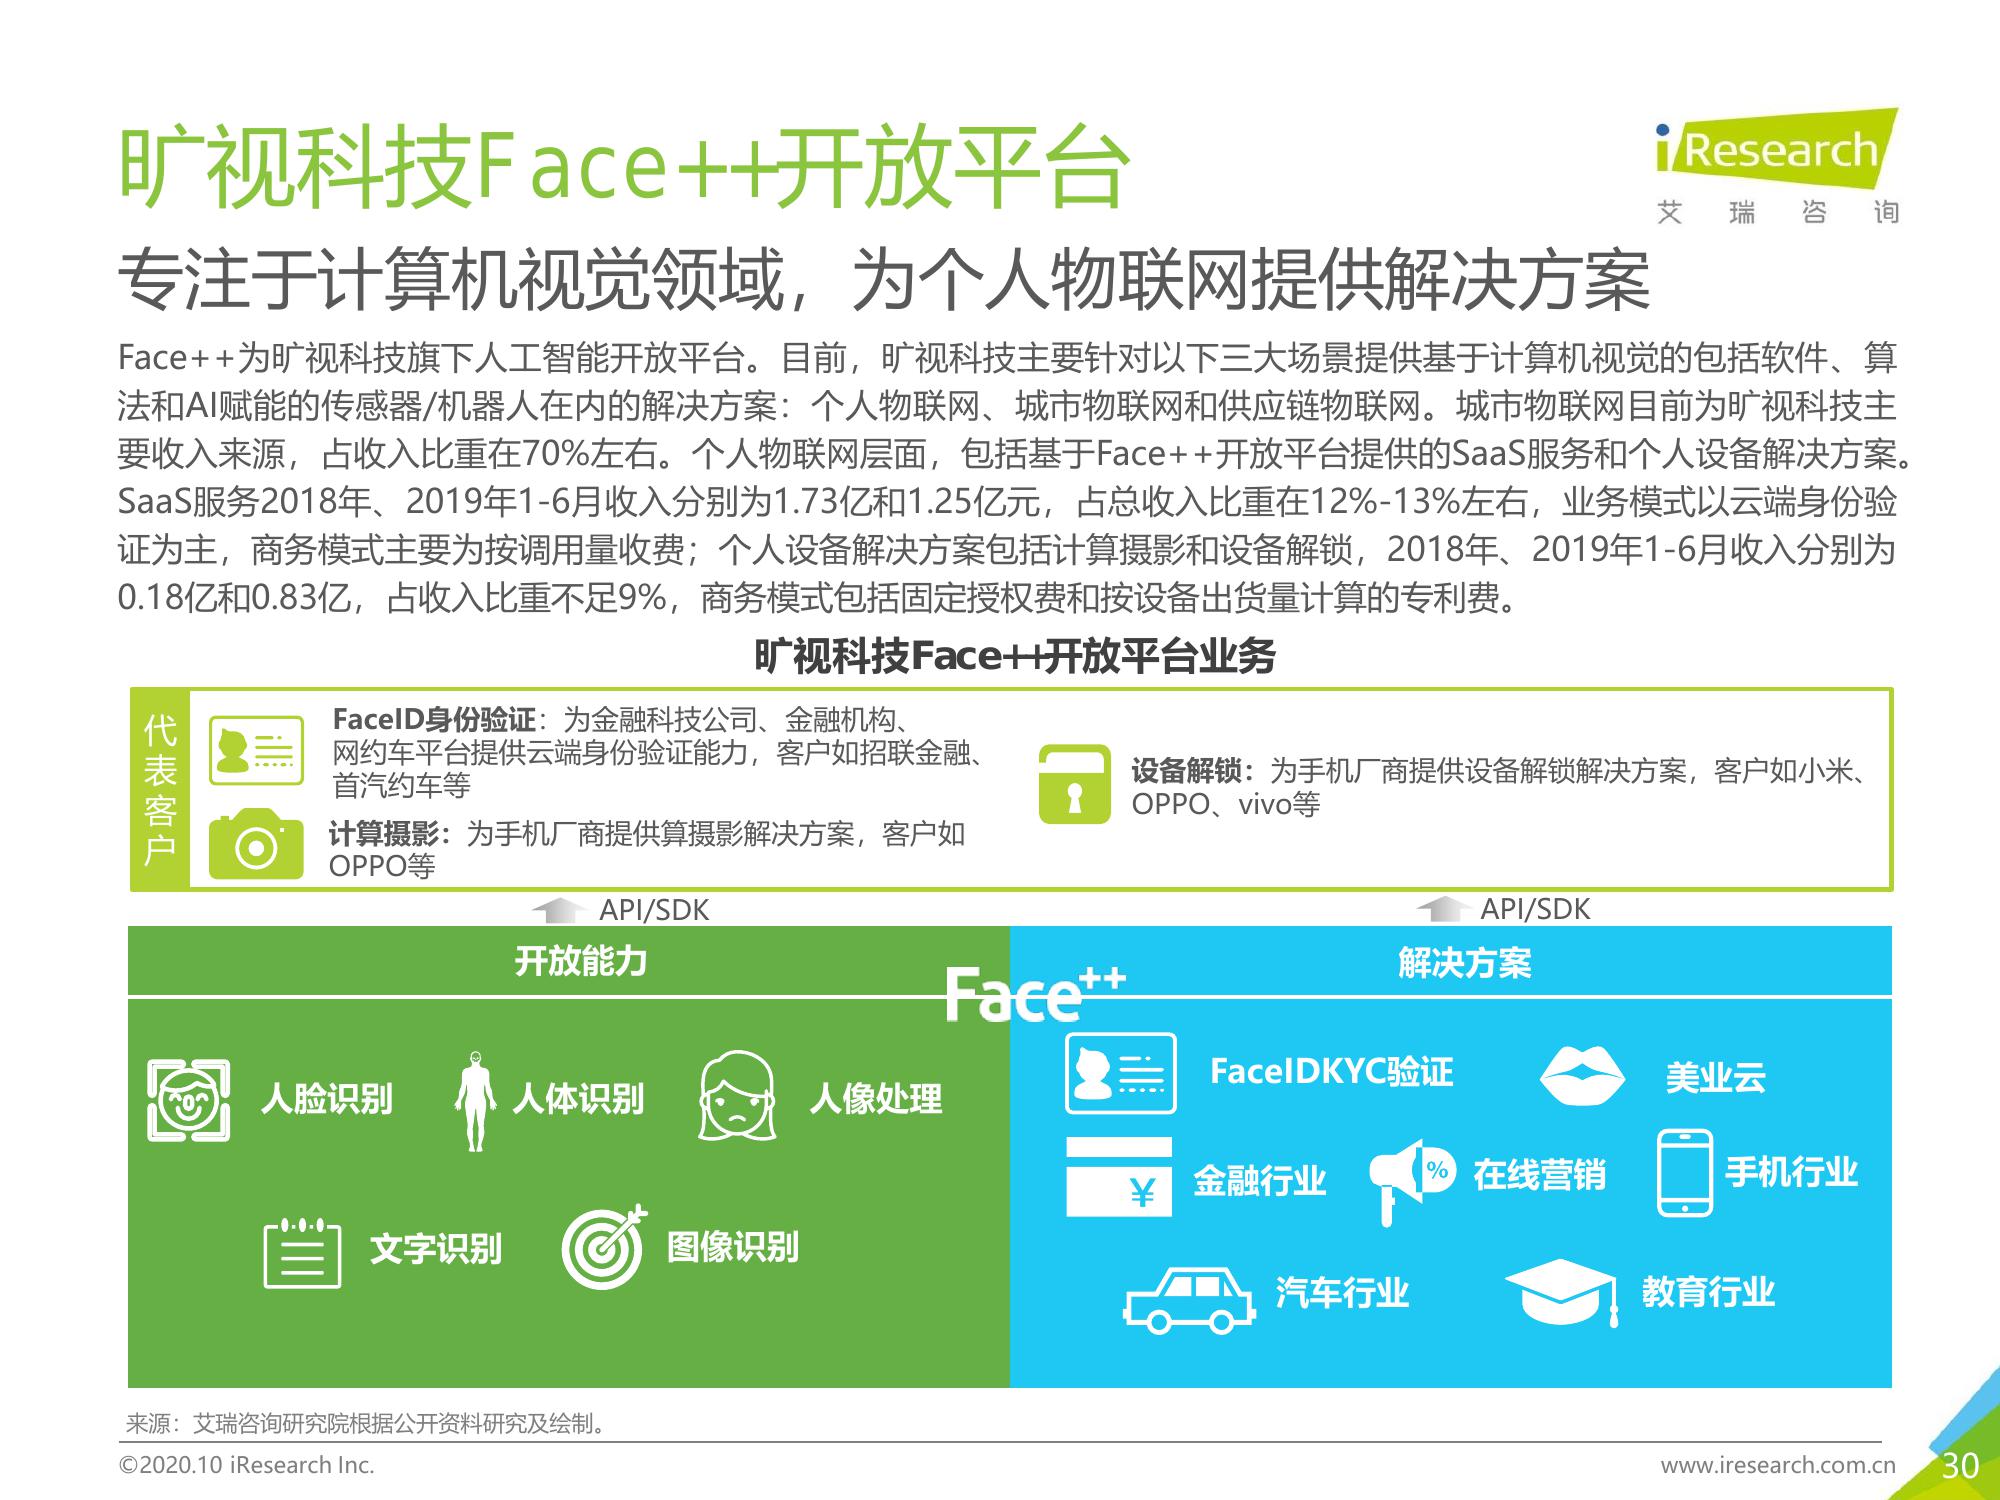 旷视科技Face++开放平台
iResearch
艾瑞咨询
专注于计算机视觉领域，为个人物联网提供解决方案
Face++为旷视科技旗下人工智能开放平台。目前，旷视科技主要针对以下三大场景提供基于计算机视觉的包括软件、算
法和AI赋能的传感器/机器人在内的解决方案：个人物联网、城市物联网和供应链物联网。城市物联网目前为旷视科技主
要收入来源，占收入比重在70%左右。个人物联网层面，包括基于Face++开放平台提供的SaaS服务和个人设备解决方案。
SaaS服务2018年、2019年1-6月收入分别为1.73亿和1.25亿元，占总收入比重在12%-13%左右，业务模式以云端身份验
证为主，商务模式主要为按调用量收费；个人设备解决方案包括计算摄影和设备解锁，2018年、2019年1-6月收入分别为
0.18亿和0.83亿，占收入比重不足9%，商务模式包括固定授权费和按设备出货量计算的专利费。
旷视科技Face++开放平台业务
代表客户
FaceID身份验证：为金融科技公司、金融机构、
网约车平台提供云端身份验证能力，客户如招联金融、
首汽约车等
计算摄影：为手机厂商提供算摄影解决方案，客户如
OPPO等
设备解锁：为手机厂商提供设备解锁解决方案，客户如小米、
OPPO、vivo等
API/SDK
API/SDK
开放能力
解决方案
Face++
人脸识别
人体识别
人像处理
文字识别
图像识别
FaceIDKYC验证
美业云
¥
金融行业
%
在线营销
手机行业
汽车行业
教育行业
来源：艾瑞咨询研究院根据公开资料研究及绘制。
©2020.10 iResearch Inc.
www.iresearch.com.cn
30